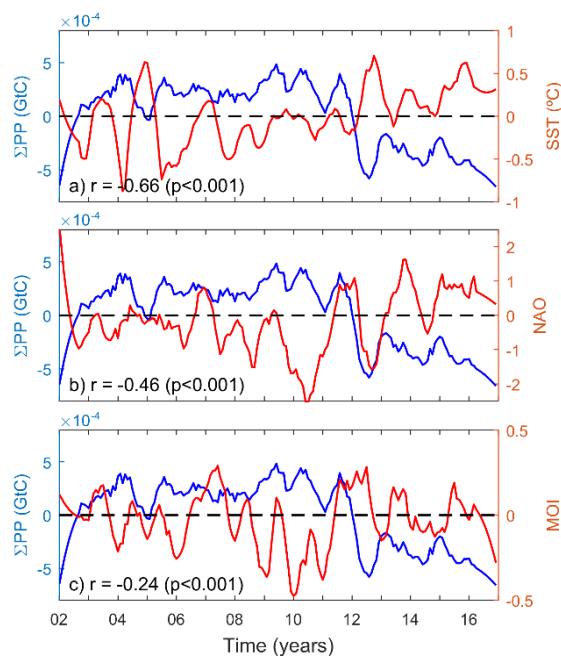 ×10⁻⁴
5
0
-5
ΣPP (GtC)
1
0.5
0
-0.5
-1
SST (ºC)
a) r = -0.66 (p<0.001)
×10⁻⁴
5
0
-5
ΣPP (GtC)
2
1
0
-1
-2
NAO
b) r = -0.46 (p<0.001)
×10⁻⁴
5
0
-5
ΣPP (GtC)
0.5
0
-0.5
MOI
c) r = -0.24 (p<0.001)
02 04 06 08 10 12 14 16
Time (years)